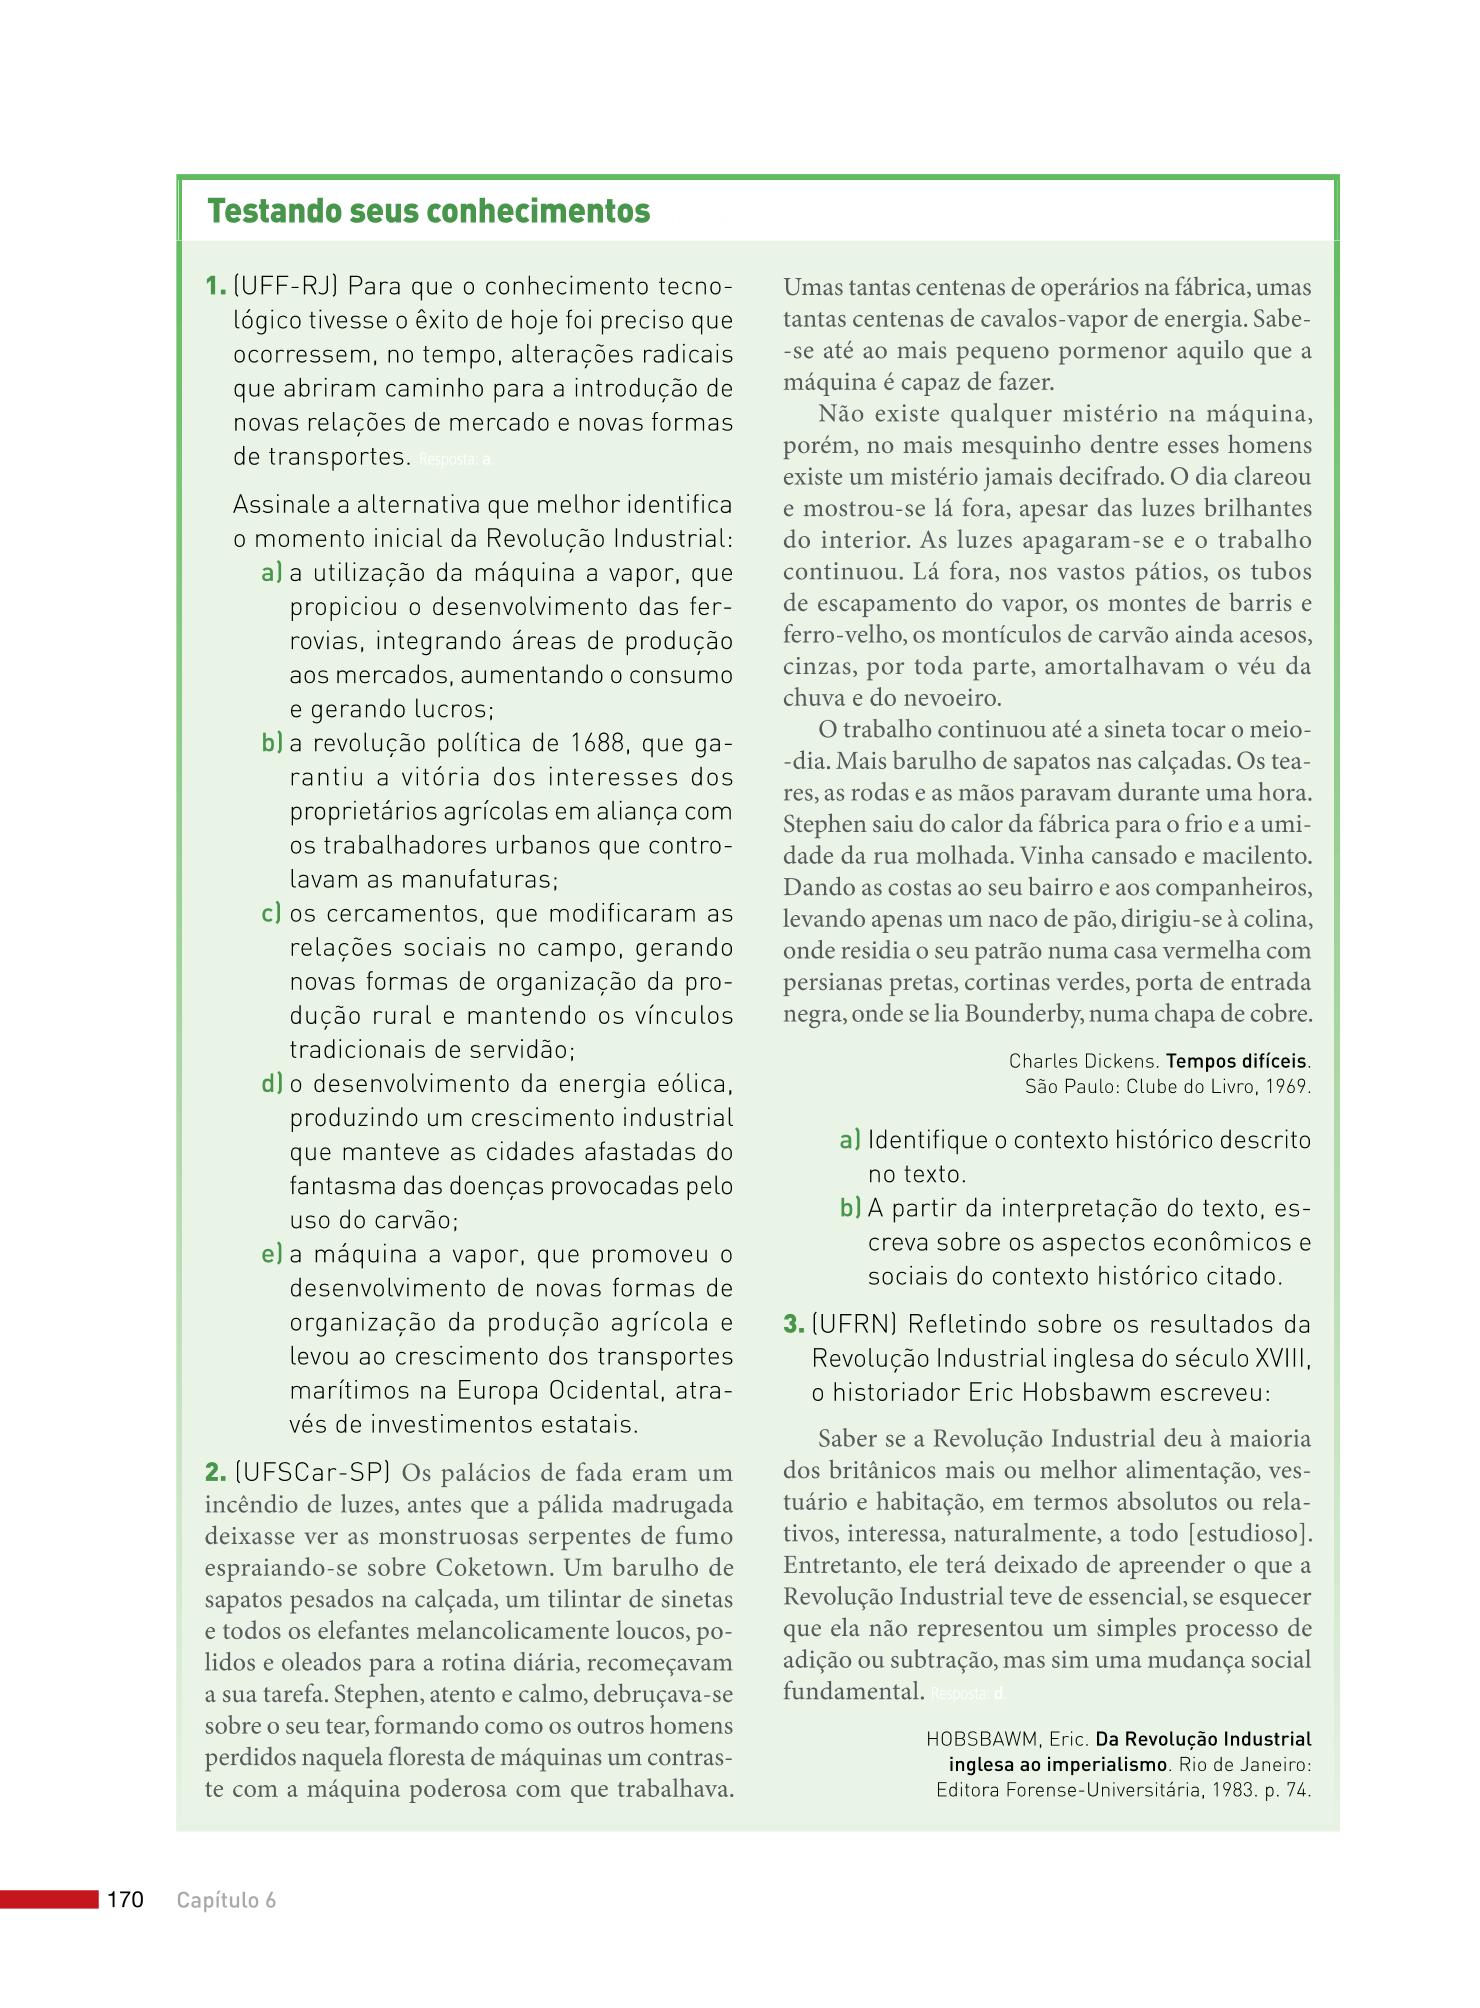 Testando seus conhecimentos
1. (UFF-RJ) Para que o conhecimento tecno-
lógico tivesse o êxito de hoje foi preciso que
ocorressem, no tempo, alterações radicais
que abriram caminho para a introdução de
novas relações de mercado e novas formas
de transportes. Resposta: a.
Assinale a alternativa que melhor identifica
o momento inicial da Revolução Industrial:
a) a utilização da máquina a vapor, que
propiciou o desenvolvimento das fer-
rovias, integrando áreas de produção
aos mercados, aumentando o consumo
e gerando lucros;
b) a revolução política de 1688, que ga-
rantiu a vitória dos interesses dos
proprietários agrícolas em aliança com
os trabalhadores urbanos que contro-
lavam as manufaturas;
c) os cercamentos, que modificaram as
relações sociais no campo, gerando
novas formas de organização da pro-
dução rural e mantendo os vínculos
tradicionais de servidão;
d) o desenvolvimento da energia eólica,
produzindo um crescimento industrial
que manteve as cidades afastadas do
fantasma das doenças provocadas pelo
uso do carvão;
e) a máquina a vapor, que promoveu o
desenvolvimento de novas formas de
organização da produção agrícola e
levou ao crescimento dos transportes
marítimos na Europa Ocidental, atra-
vés de investimentos estatais.
2. (UFSCar-SP) Os palácios de fada eram um
incêndio de luzes, antes que a pálida madrugada
deixasse ver as monstruosas serpentes de fumo
espraiando-se sobre Coketown. Um barulho de
sapatos pesados na calçada, um tilintar de sinetas
e todos os elefantes melancolicamente loucos, po-
lidos e oleados para a rotina diária, recomeçavam
a sua tarefa. Stephen, atento e calmo, debruçava-se
sobre o seu tear, formando como os outros homens
perdidos naquela floresta de máquinas um contras-
te com a máquina poderosa com que trabalhava.
Umas tantas centenas de operários na fábrica, umas
tantas centenas de cavalos-vapor de energia. Sabe-
-se até ao mais pequeno pormenor aquilo que a
máquina é capaz de fazer.
Não existe qualquer mistério na máquina,
porém, no mais mesquinho dentre esses homens
existe um mistério jamais decifrado. O dia clareou
e mostrou-se lá fora, apesar das luzes brilhantes
do interior. As luzes apagaram-se e o trabalho
continuou. Lá fora, nos vastos pátios, os tubos
de escapamento do vapor, os montes de barris e
ferro-velho, os montículos de carvão ainda acesos,
cinzas, por toda parte, amortalhavam o véu da
chuva e do nevoeiro.
O trabalho continuou até a sineta tocar o meio-
-dia. Mais barulho de sapatos nas calçadas. Os tea-
res, as rodas e as mãos paravam durante uma hora.
Stephen saiu do calor da fábrica para o frio e a umi-
dade da rua molhada. Vinha cansado e macilento.
Dando as costas ao seu bairro e aos companheiros,
levando apenas um naco de pão, dirigiu-se à colina,
onde residia o seu patrão numa casa vermelha com
persianas pretas, cortinas verdes, porta de entrada
negra, onde se lia Bounderby, numa chapa de cobre.
Charles Dickens. Tempos difíceis.
São Paulo: Clube do Livro, 1969.
a) Identifique o contexto histórico descrito
no texto.
b) A partir da interpretação do texto, es-
creva sobre os aspectos econômicos e
sociais do contexto histórico citado.
3. (UFRN) Refletindo sobre os resultados da
Revolução Industrial inglesa do século XVIII,
o historiador Eric Hobsbawm escreveu:
Saber se a Revolução Industrial deu à maioria
dos britânicos mais ou melhor alimentação, ves-
tuário e habitação, em termos absolutos ou rela-
tivos, interessa, naturalmente, a todo [estudioso].
Entretanto, ele terá deixado de apreender o que a
Revolução Industrial teve de essencial, se esquecer
que ela não representou um simples processo de
adição ou subtração, mas sim uma mudança social
fundamental. Resposta: d.
HOBSBAWM, Eric. Da Revolução Industrial
inglesa ao imperialismo. Rio de Janeiro:
Editora Forense-Universitária, 1983. p. 74.
170 Capítulo 6